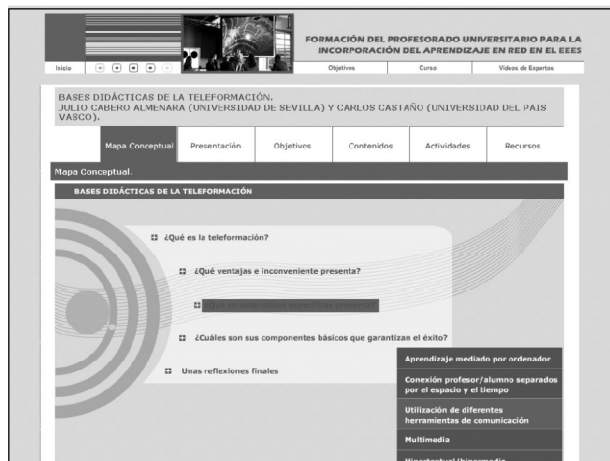 FORMACIÓN DEL PROFESORADO UNIVERSITARIO PARA LA
INCORPORACIÓN DEL APRENDIZAJE EN RED EN EL EEES
Inicio
Objetivos
Curso
Vídeos de Expertos
BASES DIDÁCTICAS DE LA TELEFORMACIÓN.
JULIO CABERO ALMENARA (UNIVERSIDAD DE SEVILLA) Y CARLOS CASTAÑO (UNIVERSIDAD DEL PAIS
VASCO).
Mapa Conceptual
Presentación
Objetivos
Contenidos
Actividades
Recursos
Mapa Conceptual.
BASES DIDÁCTICAS DE LA TELEFORMACIÓN
¿Qué es la teleformación?
¿Qué ventajas e inconveniente presenta?
¿Cuáles son sus componentes básicos que garantizan el éxito?
Unas reflexiones finales
Aprendizaje mediado por ordenador
Conexión profesor/alumno separados
por el espacio y el tiempo
Utilización de diferentes
herramientas de comunicación
Multimedia